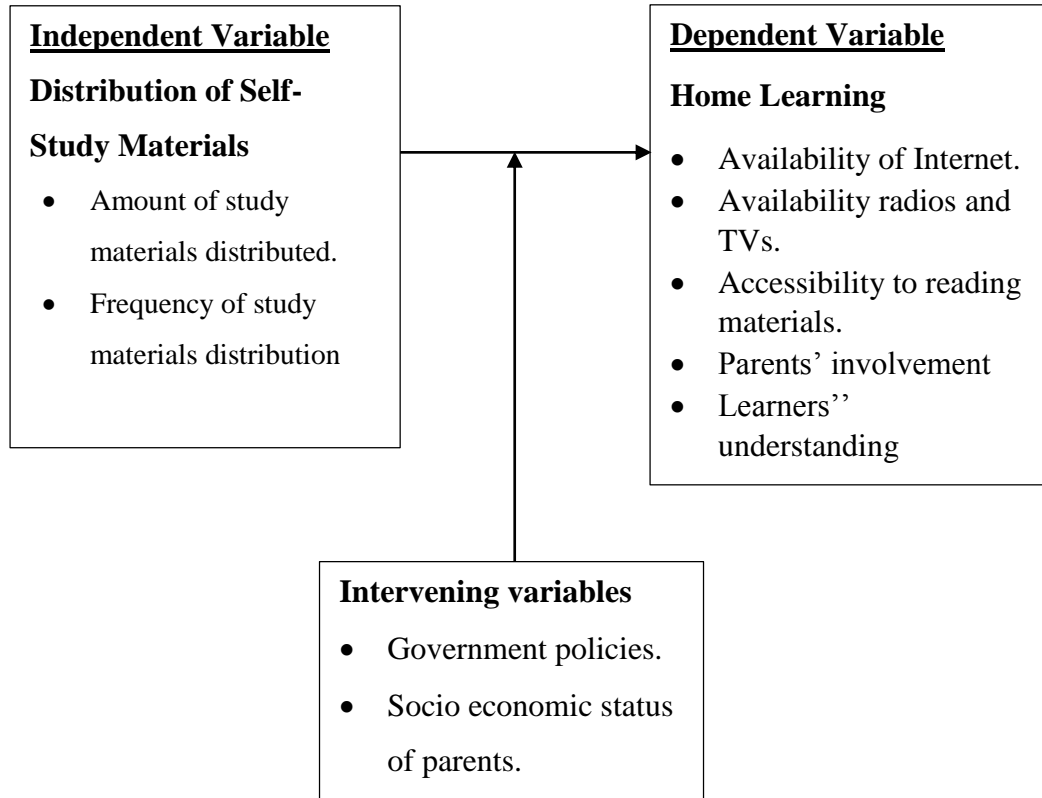 Independent Variable
Distribution of Self-
Study Materials
• Amount of study
materials distributed.
• Frequency of study
materials distribution
Dependent Variable
Home Learning
• Availability of Internet.
• Availability radios and
TVs.
• Accessibility to reading
materials.
• Parents’ involvement
• Learners’’
understanding
Intervening variables
• Government policies.
• Socio economic status
of parents.